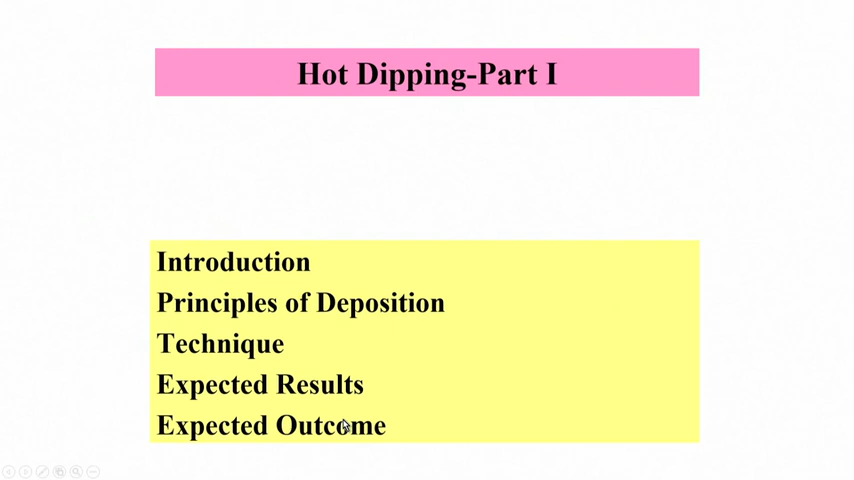 Hot Dipping-Part I
Introduction
Principles of Deposition
Technique
Expected Results
Expected Outcome